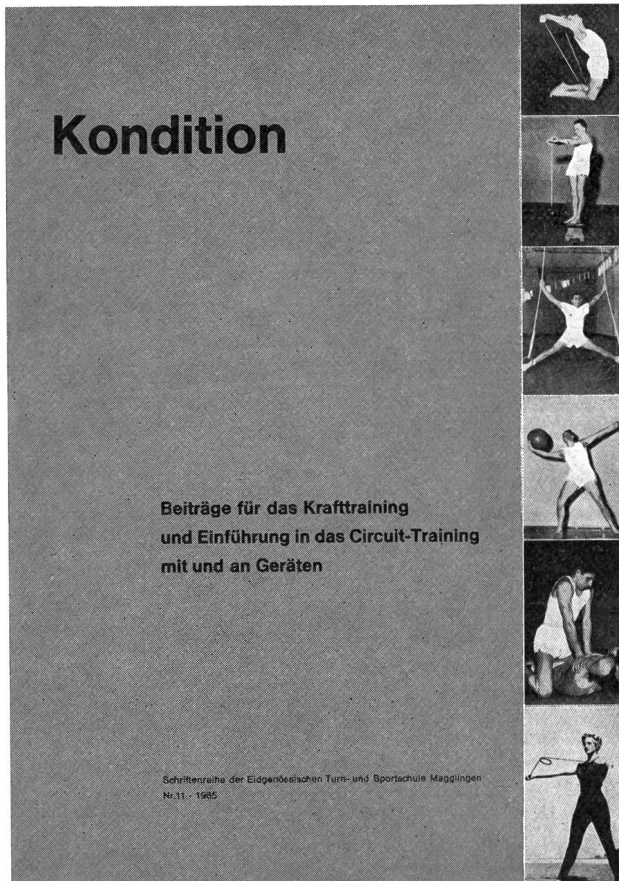 Kondition
Beiträge für das Krafttraining
und Einführung in das Circuit-Training
mit und an Geräten
Schriftenreihe der Eidgenössischen Turn- und Sportschule Magglingen
Nr. 11 - 1965